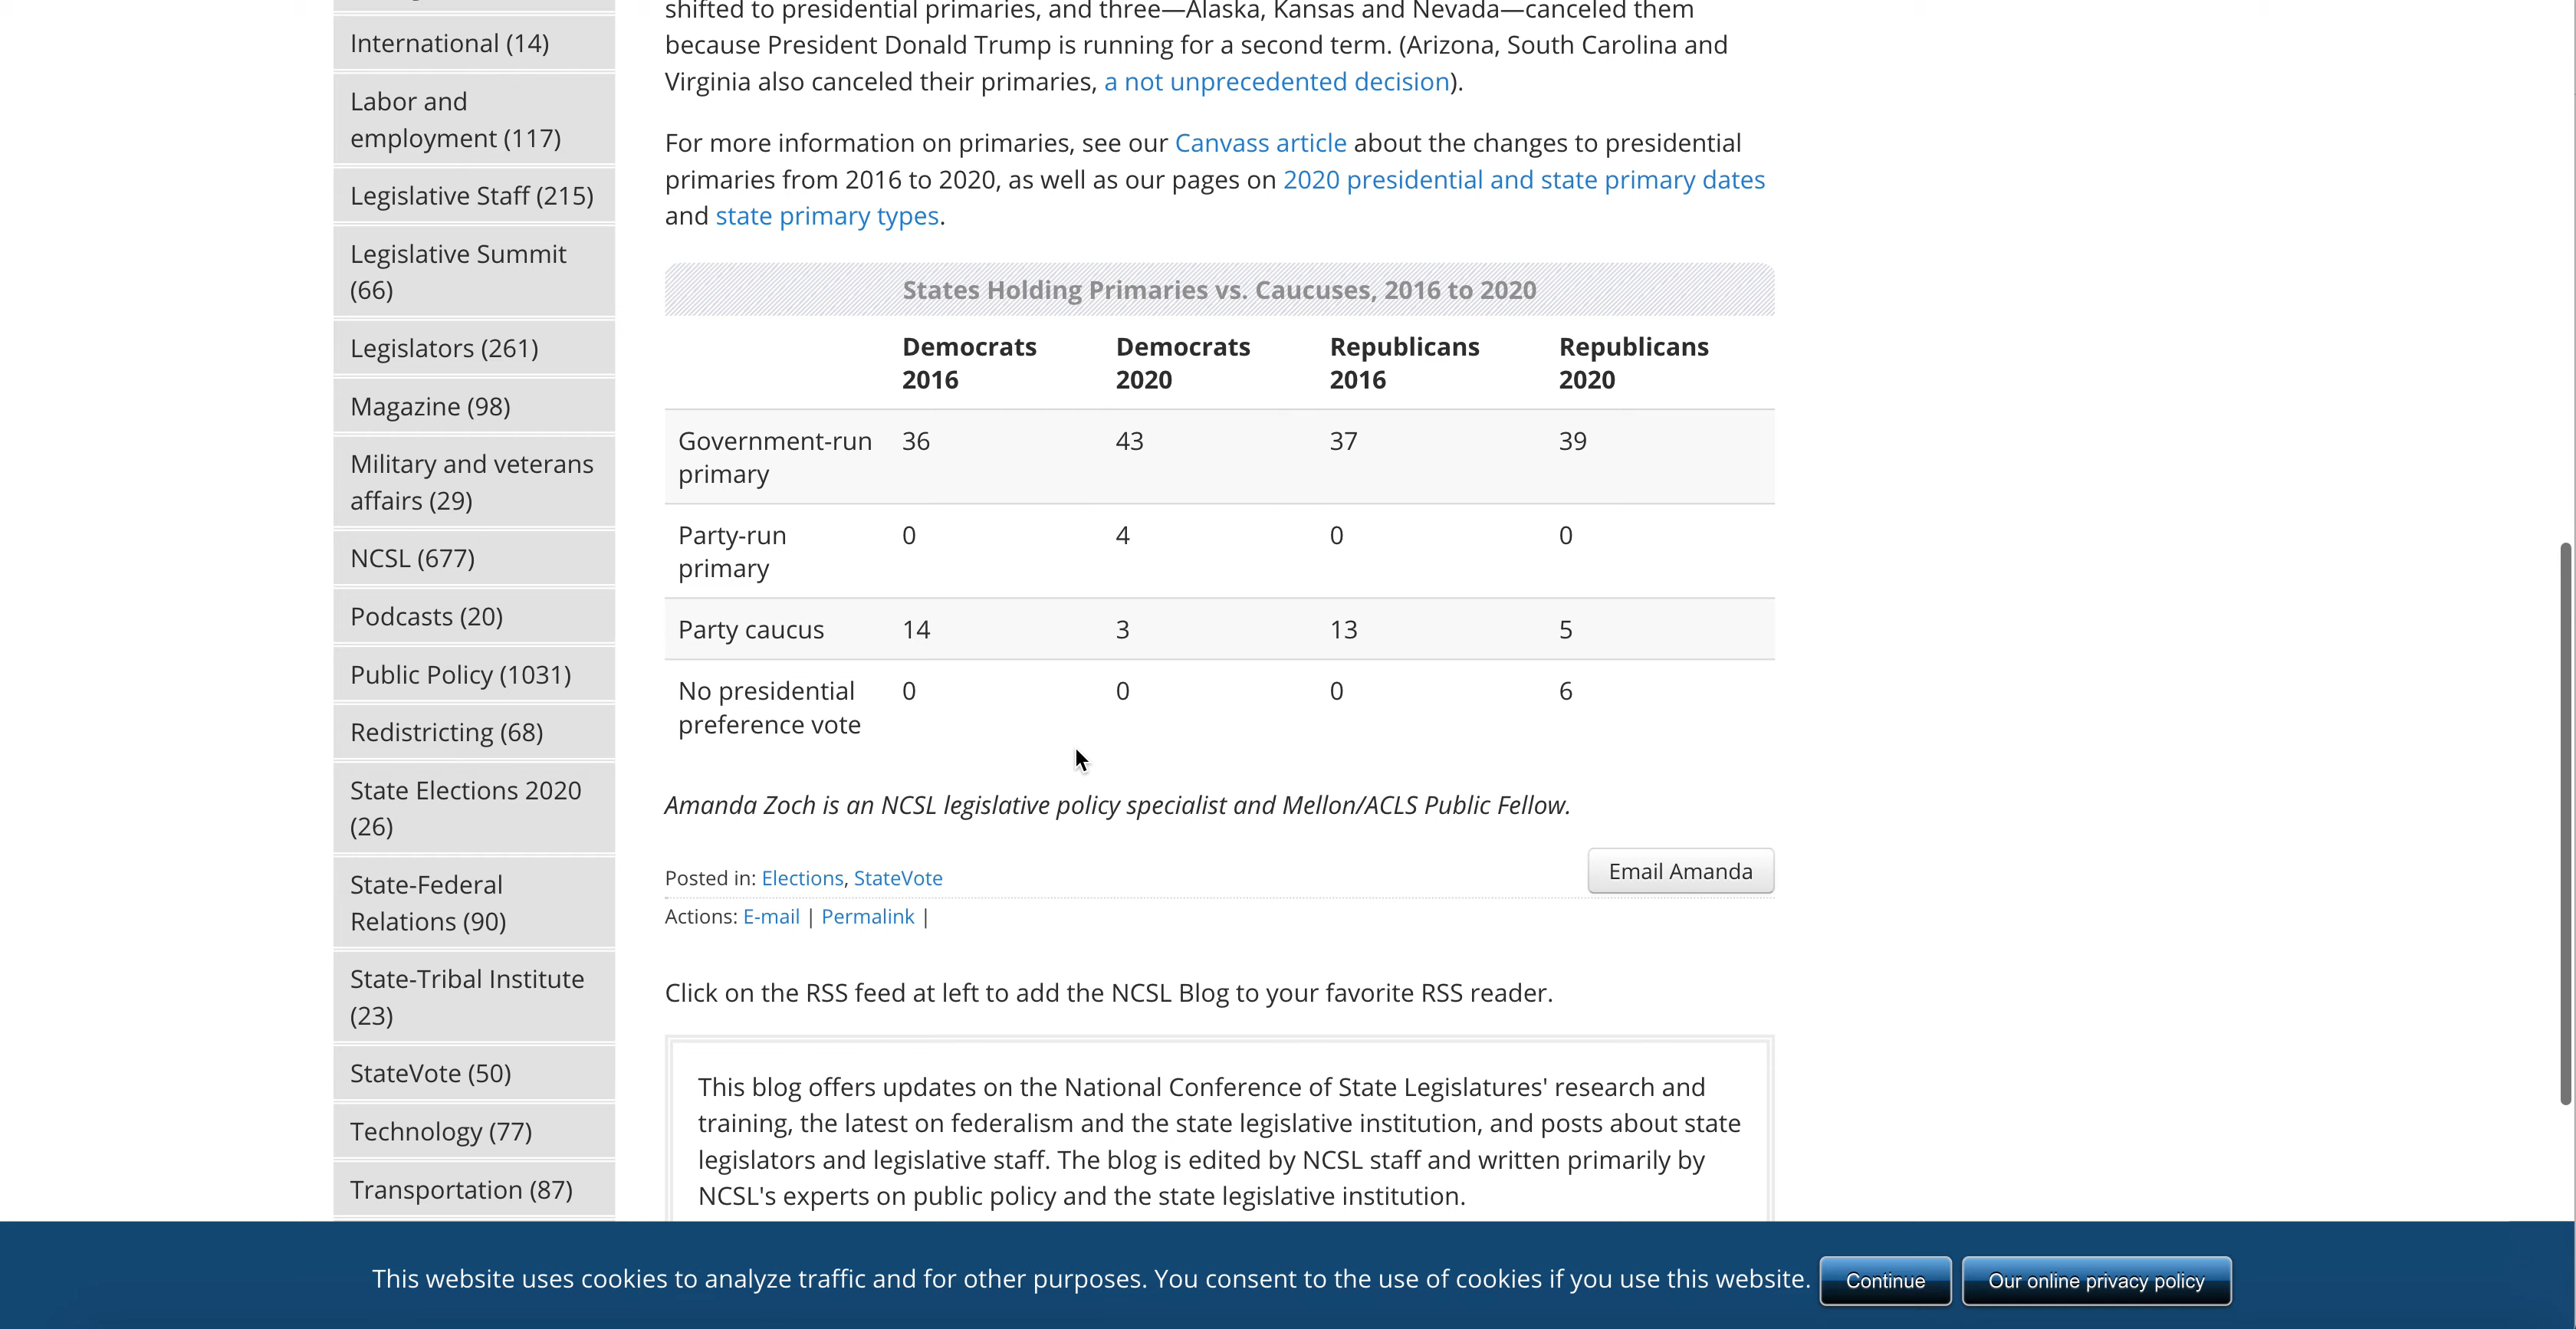 International (14)
Labor and
employment (117)
Legislative Staff (215)
Legislative Summit
(66)
Legislators (261)
Magazine (98)
Military and veterans
affairs (29)
NCSL (677)
Podcasts (20)
Public Policy (1031)
Redistricting (68)
State Elections 2020
(26)
State-Federal
Relations (90)
State-Tribal Institute
(23)
StateVote (50)
Technology (77)
Transportation (87)
shifted to presidential primaries, and three—Alaska, Kansas and Nevada—canceled them
because President Donald Trump is running for a second term. (Arizona, South Carolina and
Virginia also canceled their primaries, a not unprecedented decision).
For more information on primaries, see our Canvass article about the changes to presidential
primaries from 2016 to 2020, as well as our pages on 2020 presidential and state primary dates
and state primary types.
States Holding Primaries vs. Caucuses, 2016 to 2020
Democrats 2016 Democrats 2020 Republicans 2016 Republicans 2020
Government-run primary 36 43 37 39
Party-run primary 0 4 0 0
Party caucus 14 3 13 5
No presidential preference vote 0 0 0 6
Amanda Zoch is an NCSL legislative policy specialist and Mellon/ACLS Public Fellow.
Email Amanda
Posted in: Elections, StateVote
Actions: E-mail | Permalink |
Click on the RSS feed at left to add the NCSL Blog to your favorite RSS reader.
This blog offers updates on the National Conference of State Legislatures' research and
training, the latest on federalism and the state legislative institution, and posts about state
legislators and legislative staff. The blog is edited by NCSL staff and written primarily by
NCSL's experts on public policy and the state legislative institution.
This website uses cookies to analyze traffic and for other purposes. You consent to the use of cookies if you use this website. Continue Our online privacy policy